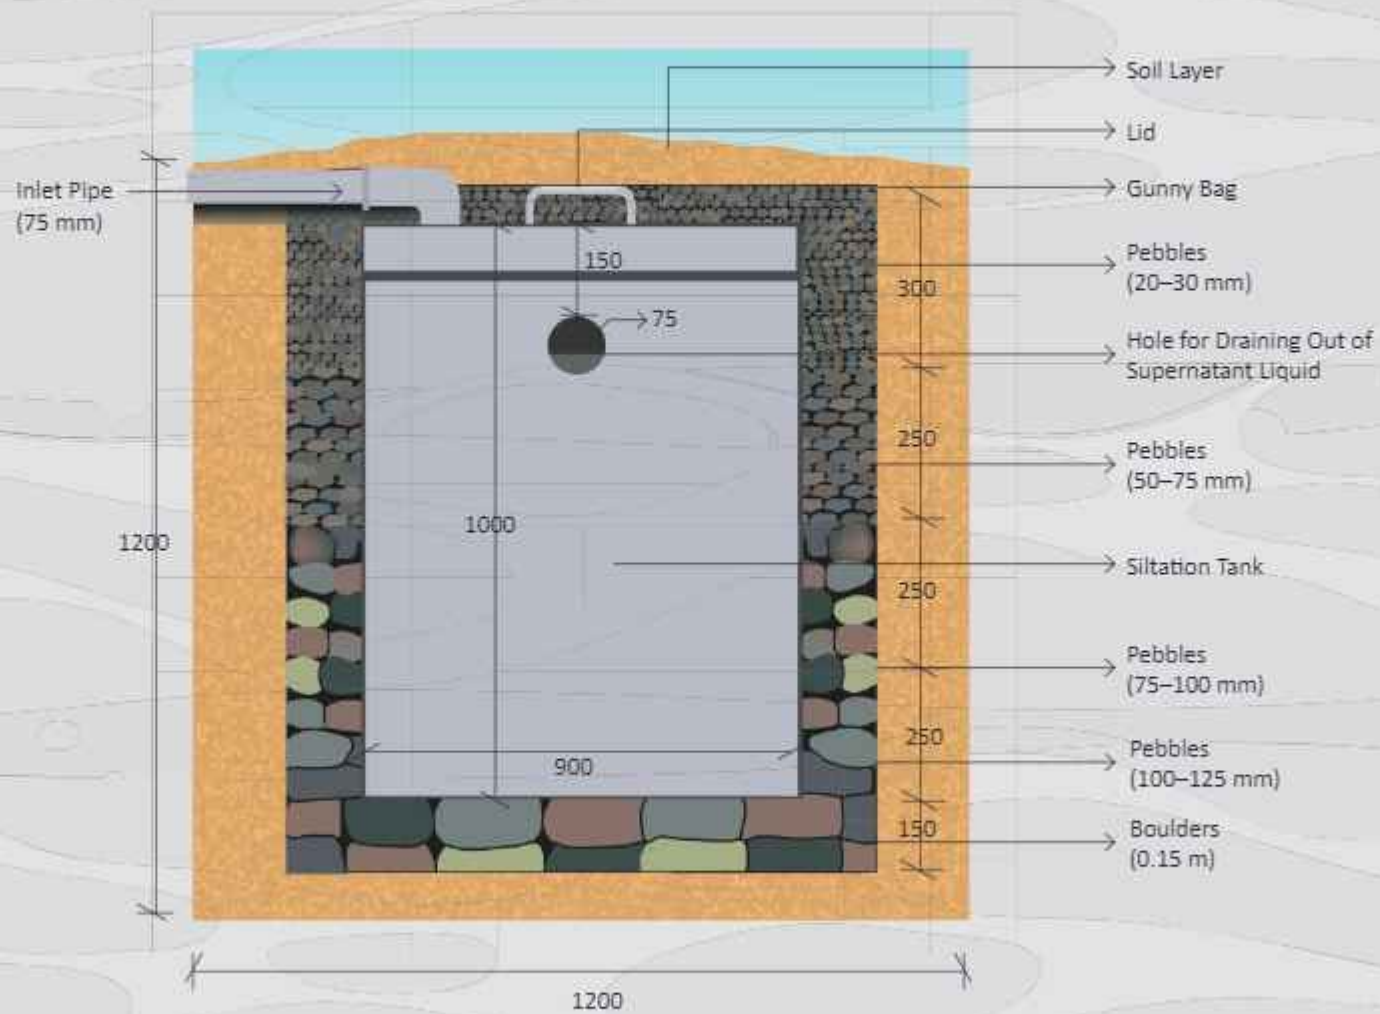 Soil Layer
Lid
Inlet Pipe
(75 mm)
Gunny Bag
Pebbles
(20–30 mm)
150
300
75
Hole for Draining Out of
Supernatant Liquid
250
Pebbles
(50–75 mm)
1000
1200
Siltation Tank
250
Pebbles
(75–100 mm)
250
Pebbles
(100–125 mm)
900
150
Boulders
(0.15 m)
1200